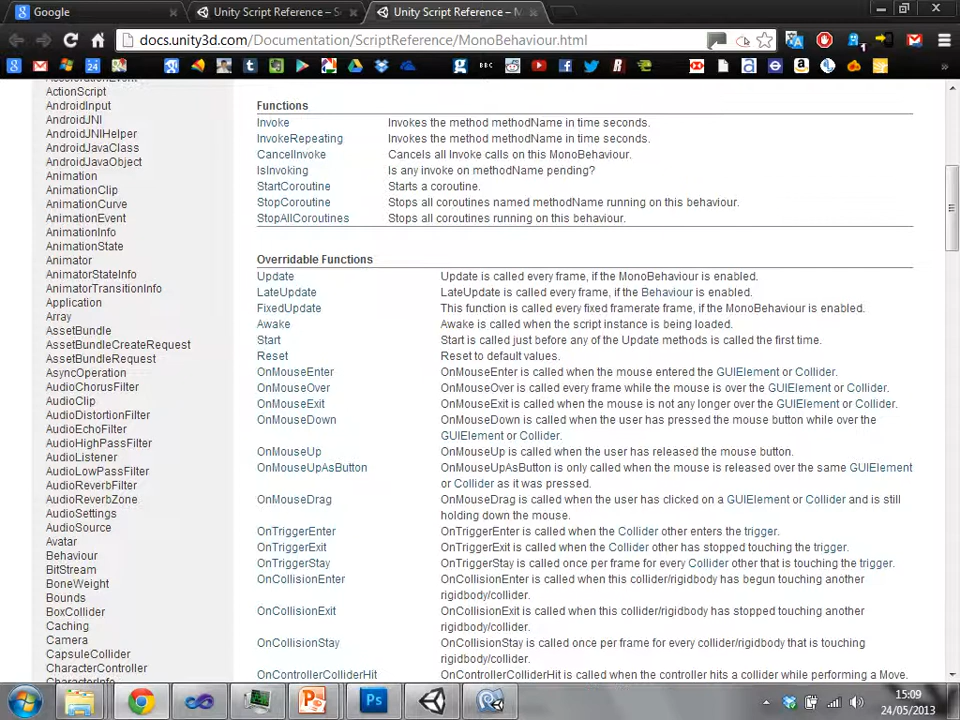 Google
Unity Script Reference – S
Unity Script Reference – M
docs.unity3d.com/Documentation/ScriptReference/MonoBehaviour.html
ActionScript
AndroidInput
AndroidJNI
AndroidJNIHelper
AndroidJavaClass
AndroidJavaObject
Animation
AnimationClip
AnimationCurve
AnimationEvent
AnimationInfo
AnimationState
Animator
AnimatorStateInfo
AnimatorTransitionInfo
Application
Array
AssetBundle
AssetBundleCreateRequest
AssetBundleRequest
AsyncOperation
AudioChorusFilter
AudioClip
AudioDistortionFilter
AudioEchoFilter
AudioHighPassFilter
AudioListener
AudioLowPassFilter
AudioReverbFilter
AudioReverbZone
AudioSettings
AudioSource
Avatar
Behaviour
BitStream
BoneWeight
Bounds
BoxCollider
Caching
Camera
CapsuleCollider
CharacterController
CharacterInfo
Functions
Invoke Invokes the method methodName in time seconds.
InvokeRepeating Invokes the method methodName in time seconds.
CancelInvoke Cancels all Invoke calls on this MonoBehaviour.
IsInvoking Is any invoke on methodName pending?
StartCoroutine Starts a coroutine.
StopCoroutine Stops all coroutines named methodName running on this behaviour.
StopAllCoroutines Stops all coroutines running on this behaviour.
Overridable Functions
Update Update is called every frame, if the MonoBehaviour is enabled.
LateUpdate LateUpdate is called every frame, if the Behaviour is enabled.
FixedUpdate This function is called every fixed framerate frame, if the MonoBehaviour is enabled.
Awake Awake is called when the script instance is being loaded.
Start Start is called just before any of the Update methods is called the first time.
Reset Reset to default values.
OnMouseEnter OnMouseEnter is called when the mouse entered the GUIElement or Collider.
OnMouseOver OnMouseOver is called every frame while the mouse is over the GUIElement or Collider.
OnMouseExit OnMouseExit is called when the mouse is not any longer over the GUIElement or Collider.
OnMouseDown OnMouseDown is called when the user has pressed the mouse button while over the
GUIElement or Collider.
OnMouseUp OnMouseUp is called when the user has released the mouse button.
OnMouseUpAsButton OnMouseUpAsButton is only called when the mouse is released over the same GUIElement
or Collider as it was pressed.
OnMouseDrag OnMouseDrag is called when the user has clicked on a GUIElement or Collider and is still
holding down the mouse.
OnTriggerEnter OnTriggerEnter is called when the Collider other enters the trigger.
OnTriggerExit OnTriggerExit is called when the Collider other has stopped touching the trigger.
OnTriggerStay OnTriggerStay is called once per frame for every Collider other that is touching the trigger.
OnCollisionEnter OnCollisionEnter is called when this collider/rigidbody has begun touching another
rigidbody/collider.
OnCollisionExit OnCollisionExit is called when this collider/rigidbody has stopped touching another
rigidbody/collider.
OnCollisionStay OnCollisionStay is called once per frame for every collider/rigidbody that is touching
rigidbody/collider.
OnControllerColliderHit OnControllerColliderHit is called when the controller hits a collider while performing a Move.
15:09
24/05/2013